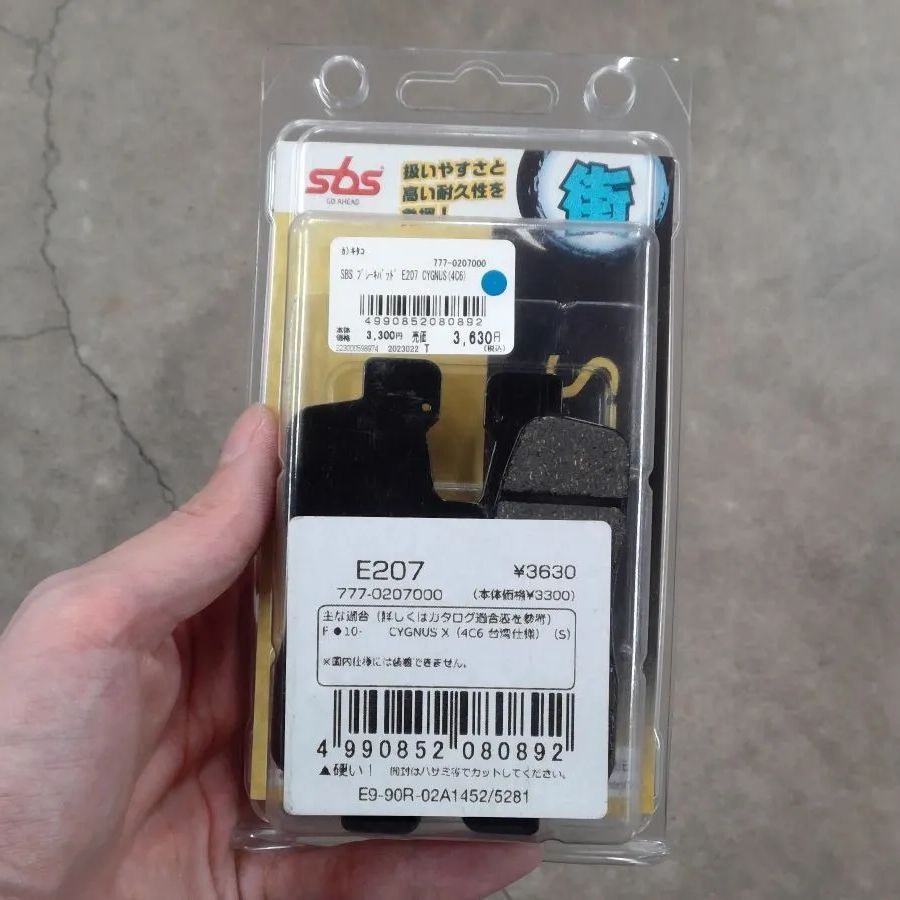 sbs
GO AHEAD
扱いやすさと
高い耐久性を
街
ｶ)ｷﾀｺ
777-0207000
SBS ﾌﾞﾚｰｷﾊﾟｯﾄﾞ E207 CYGNUS(4C6)
4990852080892
本体価格 3,300円 売価 3,630円
(税込)
223000598974 2023022 T
E207 ¥3630
777-0207000 (本体価格¥3300)
主な適合 (詳しくはカタログ適合表を参考)
F ●10- CYGNUS X (4C6 台湾仕様) (S)
※国内仕様には装着できません。
4 990852 080892
▲硬い! 開封はハサミ等でカットしてください。
E9-90R-02A1452/5281